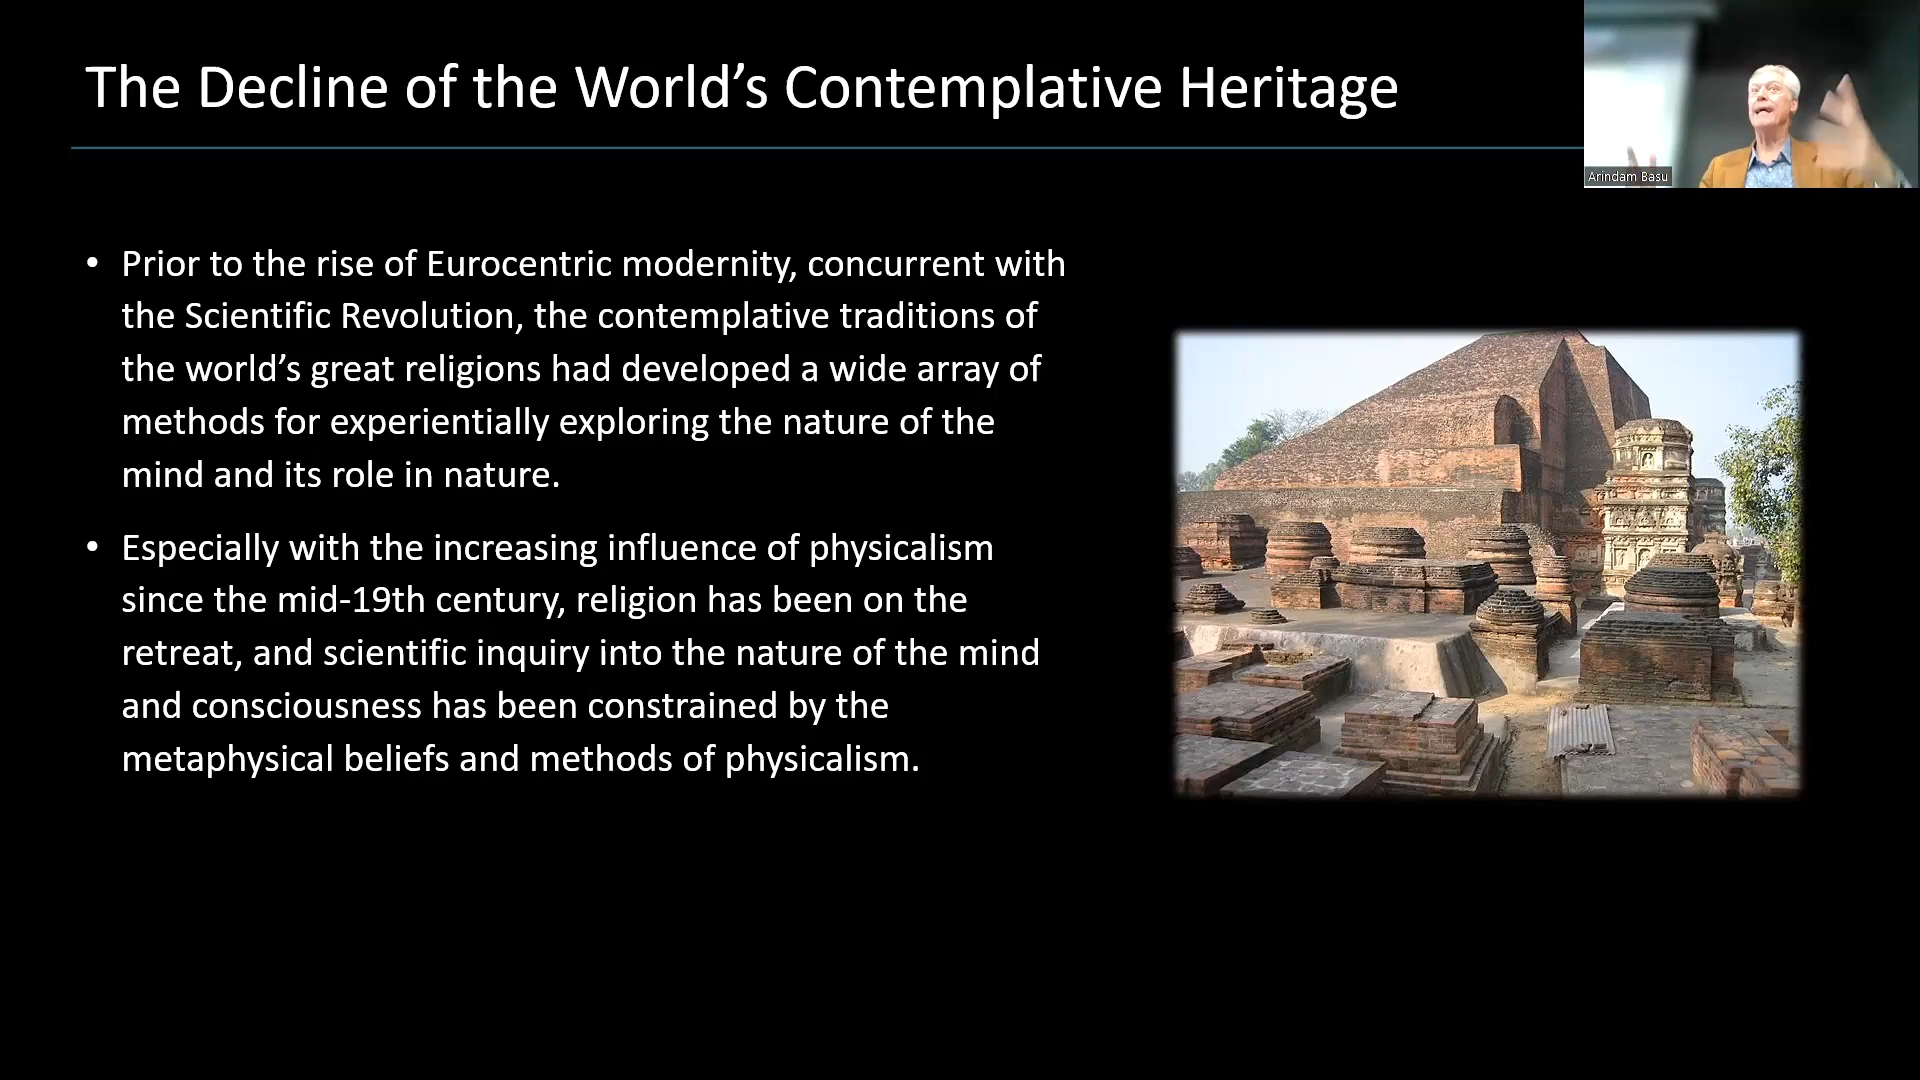 The Decline of the World’s Contemplative Heritage
Arindam Basu
• Prior to the rise of Eurocentric modernity, concurrent with
the Scientific Revolution, the contemplative traditions of
the world’s great religions had developed a wide array of
methods for experientially exploring the nature of the
mind and its role in nature.
• Especially with the increasing influence of physicalism
since the mid-19th century, religion has been on the
retreat, and scientific inquiry into the nature of the mind
and consciousness has been constrained by the
metaphysical beliefs and methods of physicalism.